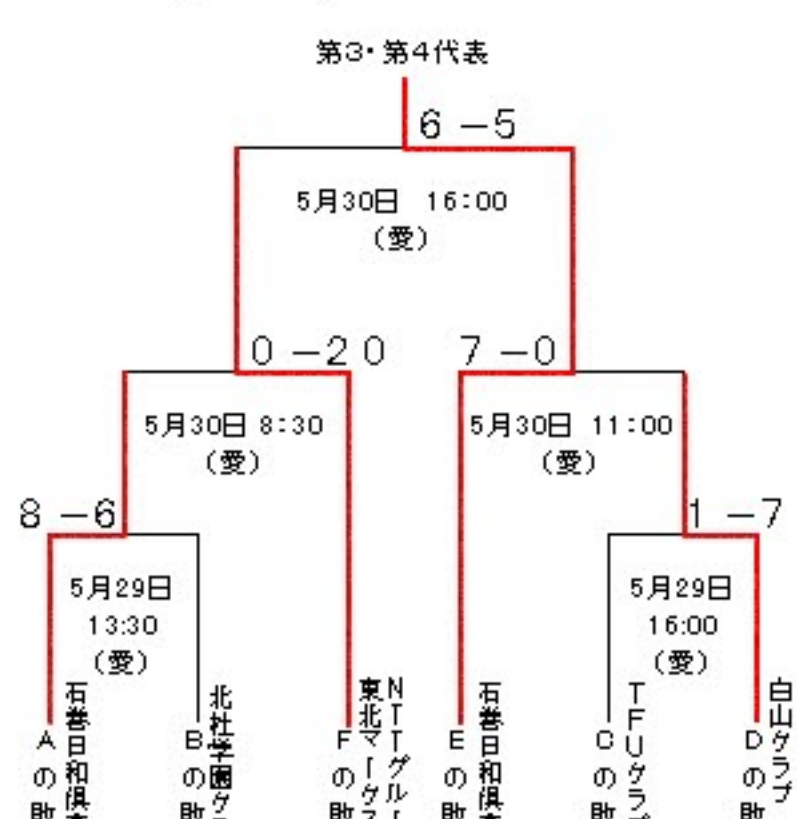 第3・第4代表
6 －5
5月30日 16:00
（愛）
0 －20
7 －0
5月30日 8:30
（愛）
5月30日 11:00
（愛）
8 －6
1 －7
5月29日
13:30
（愛）
5月29日
16:00
（愛）
Aの敗
石巻日和倶
Bの敗
北杜学園ク
Fの敗
NTTグル
東北マークス
Eの敗
石巻日和倶
Cの敗
TFUクラブ
Dの敗
白山クラブ